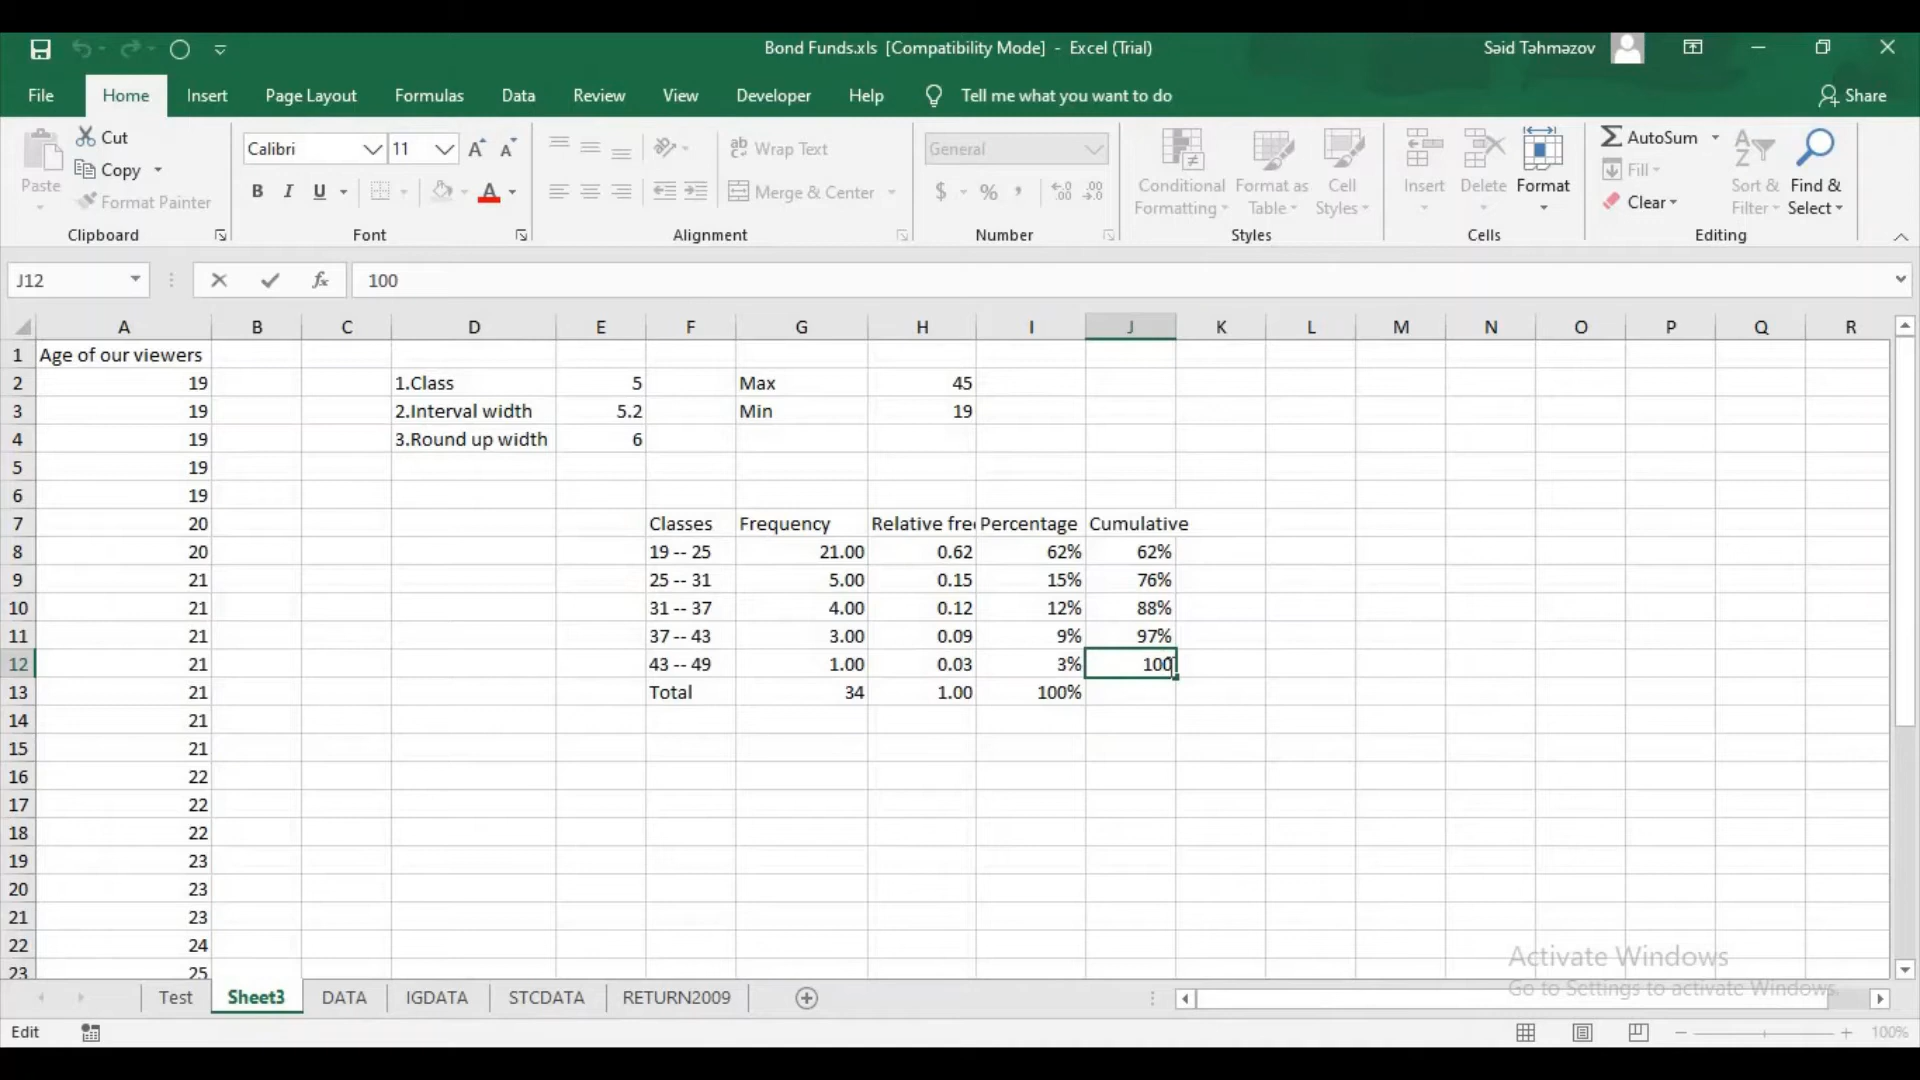 Bond Funds.xls [Compatibility Mode] - Excel (Trial)
Səid Təhməzov
File Home Insert Page Layout Formulas Data Review View Developer Help Tell me what you want to do Share
Paste
Cut
Copy
Format Painter
Clipboard
Calibri 11
B I U A
Font
ab Wrap Text
Merge & Center
Alignment
General
$ % ,
Number
Conditional Formatting
Format as Table
Cell Styles
Styles
Insert
Delete
Format
Cells
AutoSum
Fill
Clear
Sort & Filter
Find & Select
Editing
J12 fx 100
A B C D E F G H I J K L M N O P Q R
1 Age of our viewers
2 19 1.Class 5 Max 45
3 19 2.Interval width 5.2 Min 19
4 19 3.Round up width 6
5 19
6 19
7 20 Classes Frequency Relative fre Percentage Cumulative
8 20 19 -- 25 21.00 0.62 62% 62%
9 21 25 -- 31 5.00 0.15 15% 76%
10 21 31 -- 37 4.00 0.12 12% 88%
11 21 37 -- 43 3.00 0.09 9% 97%
12 21 43 -- 49 1.00 0.03 3% 100
13 21 Total 34 1.00 100%
14 21
15 21
16 22
17 22
18 22
19 23
20 23
21 23
22 24
23 25
Activate Windows
Go to Settings to activate Windows.
Test Sheet3 DATA IGDATA STCDATA RETURN2009
Edit
100%